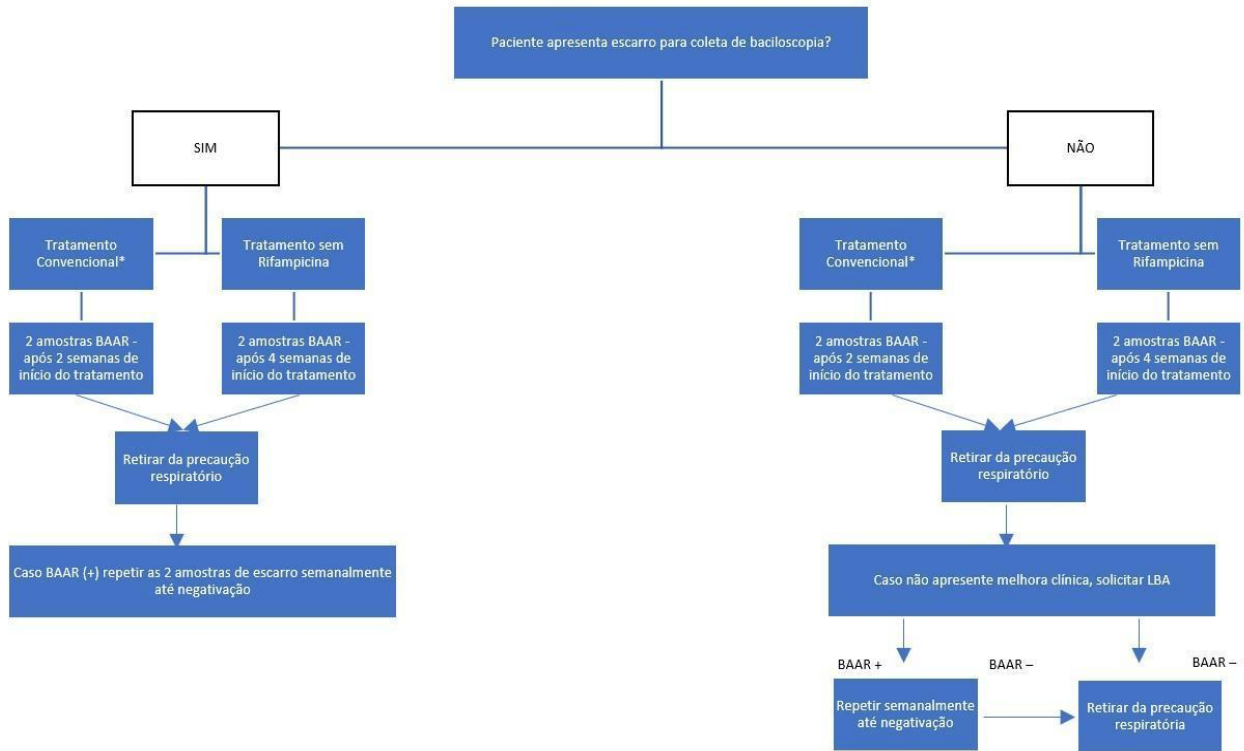 Paciente apresenta escarro para coleta de baciloscopia?
SIM
NÃO
Tratamento
Convencional*
Tratamento sem
Rifampicina
Tratamento
Convencional*
Tratamento sem
Rifampicina
2 amostras BAAR -
após 2 semanas de
início do tratamento
2 amostras BAAR -
após 4 semanas de
início do tratamento
2 amostras BAAR -
após 2 semanas de
início do tratamento
2 amostras BAAR -
após 4 semanas de
início do tratamento
Retirar da precaução
respiratório
Retirar da precaução
respiratório
Caso BAAR (+) repetir as 2 amostras de escarro semanalmente
até negativação
Caso não apresente melhora clínica, solicitar LBA
BAAR +
BAAR –
BAAR –
Repetir semanalmente
até negativação
Retirar da precaução
respiratória